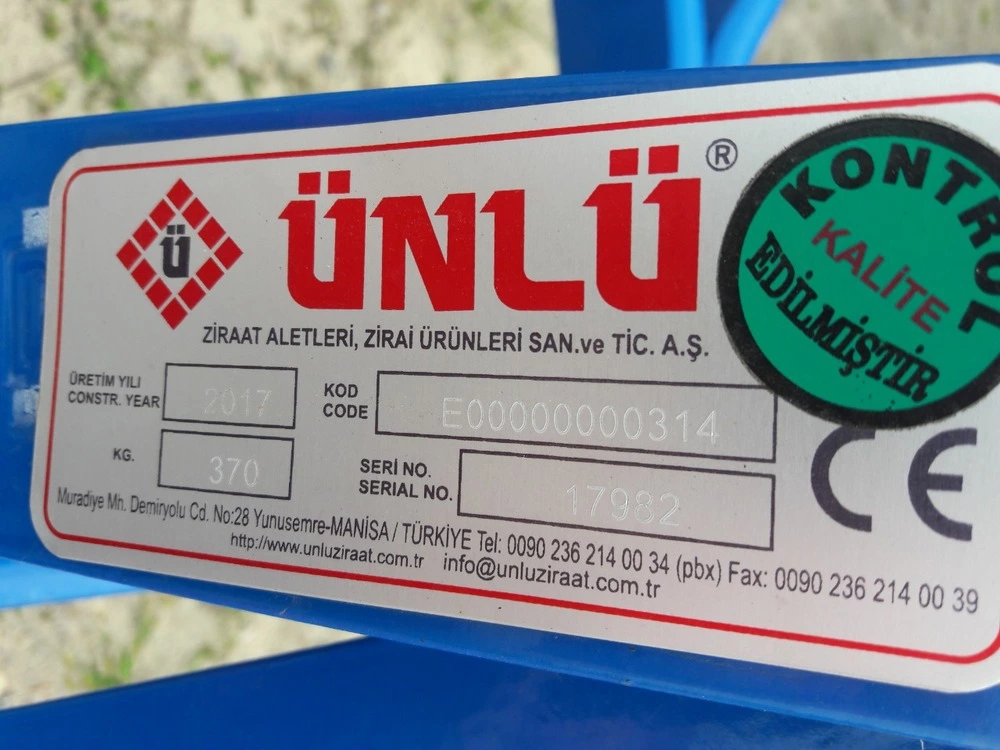 Ü
ÜNLÜ ®
ZİRAAT ALETLERİ, ZİRAİ ÜRÜNLERİ SAN.ve TİC. A.Ş.
KONTROL
KALİTE
EDİLMİŞTİR
ÜRETİM YILI
CONSTR. YEAR
2017
KOD
CODE
E00000000314
KG.
370
SERİ NO.
SERIAL NO.
17982
CE
Muradiye Mh. Demiryolu Cd. No:28 Yunusemre-MANİSA / TÜRKİYE Tel: 0090 236 214 00 34 (pbx) Fax: 0090 236 214 00 39
http://www.unluziraat.com.tr info@unluziraat.com.tr